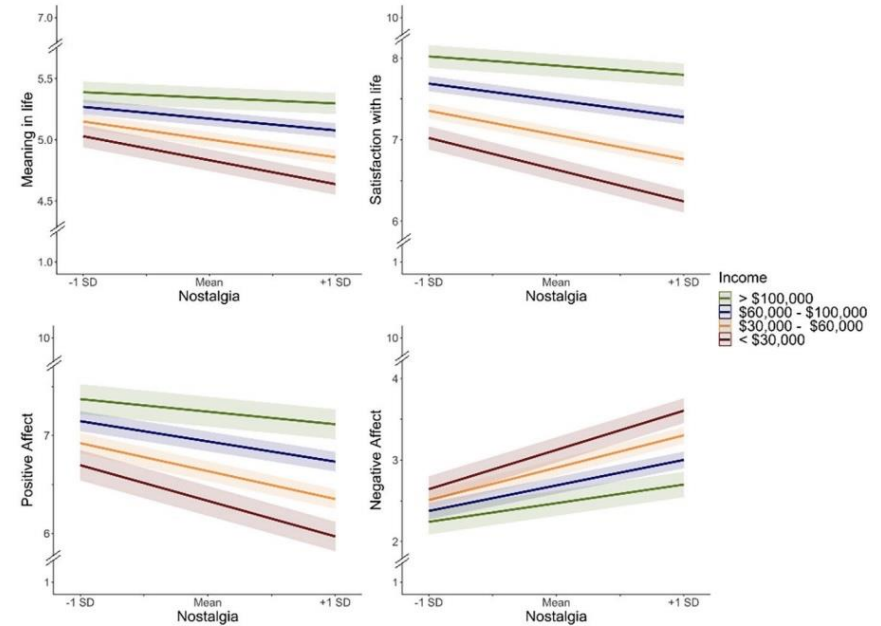 7.0
5.5
5.0
4.5
1.0
Meaning in life
-1 SD Mean +1 SD
Nostalgia
10
8
7
6
1
Satisfaction with life
-1 SD Mean +1 SD
Nostalgia
Income
> $100,000
$60,000 - $100,000
$30,000 - $60,000
< $30,000
10
7
6
1
Positive Affect
-1 SD Mean +1 SD
Nostalgia
10
4
3
2
1
Negative Affect
-1 SD Mean +1 SD
Nostalgia